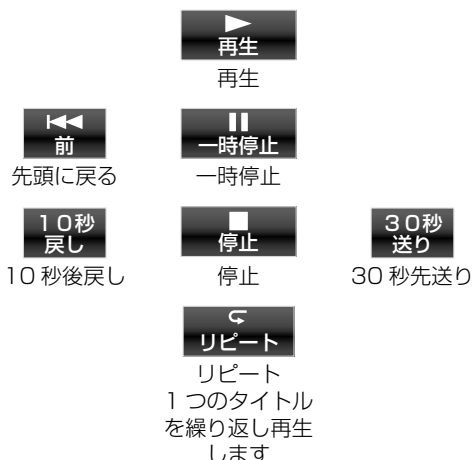 再生
再生
前
先頭に戻る
一時停止
一時停止
10秒
戻し
10 秒後戻し
停止
停止
30秒
送り
30 秒先送り
リピート
リピート
1 つのタイトル
を繰り返し再生
します